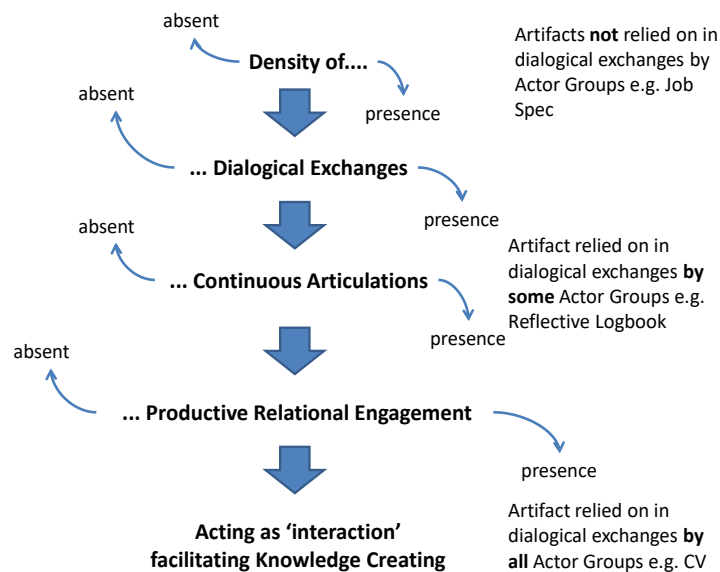 absent
Density of....
presence
Artifacts not relied on in
dialogical exchanges by
Actor Groups e.g. Job
Spec
absent
... Dialogical Exchanges
presence
absent
... Continuous Articulations
presence
Artifact relied on in
dialogical exchanges by
some Actor Groups e.g.
Reflective Logbook
absent
... Productive Relational Engagement
presence
Acting as ‘interaction’
facilitating Knowledge Creating
Artifact relied on in
dialogical exchanges by
all Actor Groups e.g. CV